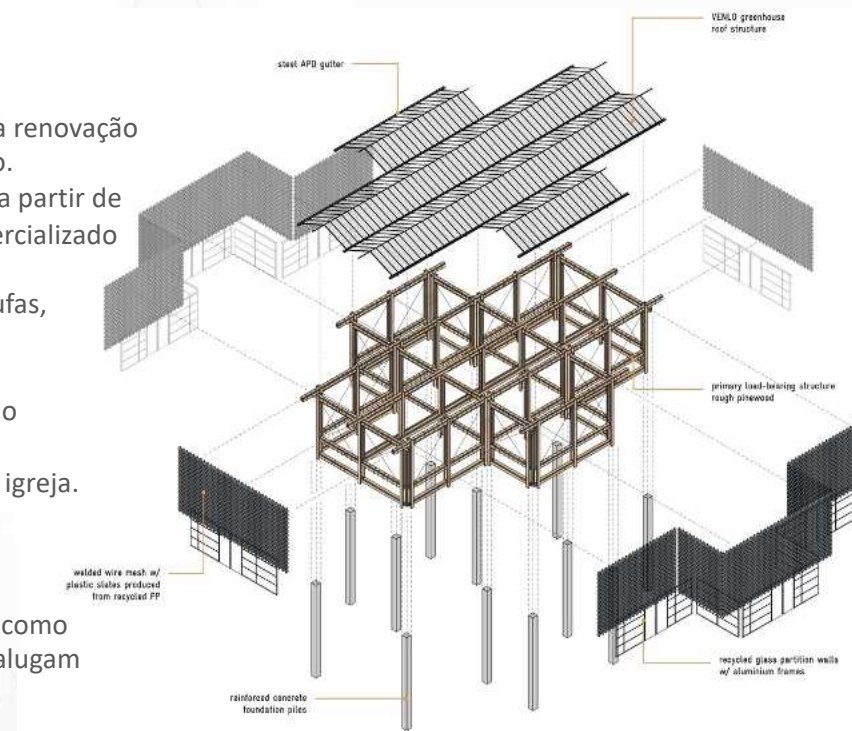 a renovação
o.
a partir de
ercializado
ufas,
o
igreja.
como
alugam
steel APD gutter
VENLO greenhouse
roof structure
primary load-bearing structure
rough pinewood
welded wire mesh w/
plastic slates produced
from recycled PP
recycled glass partition walls
w/ aluminium frames
rainforced concrete
foundation piles